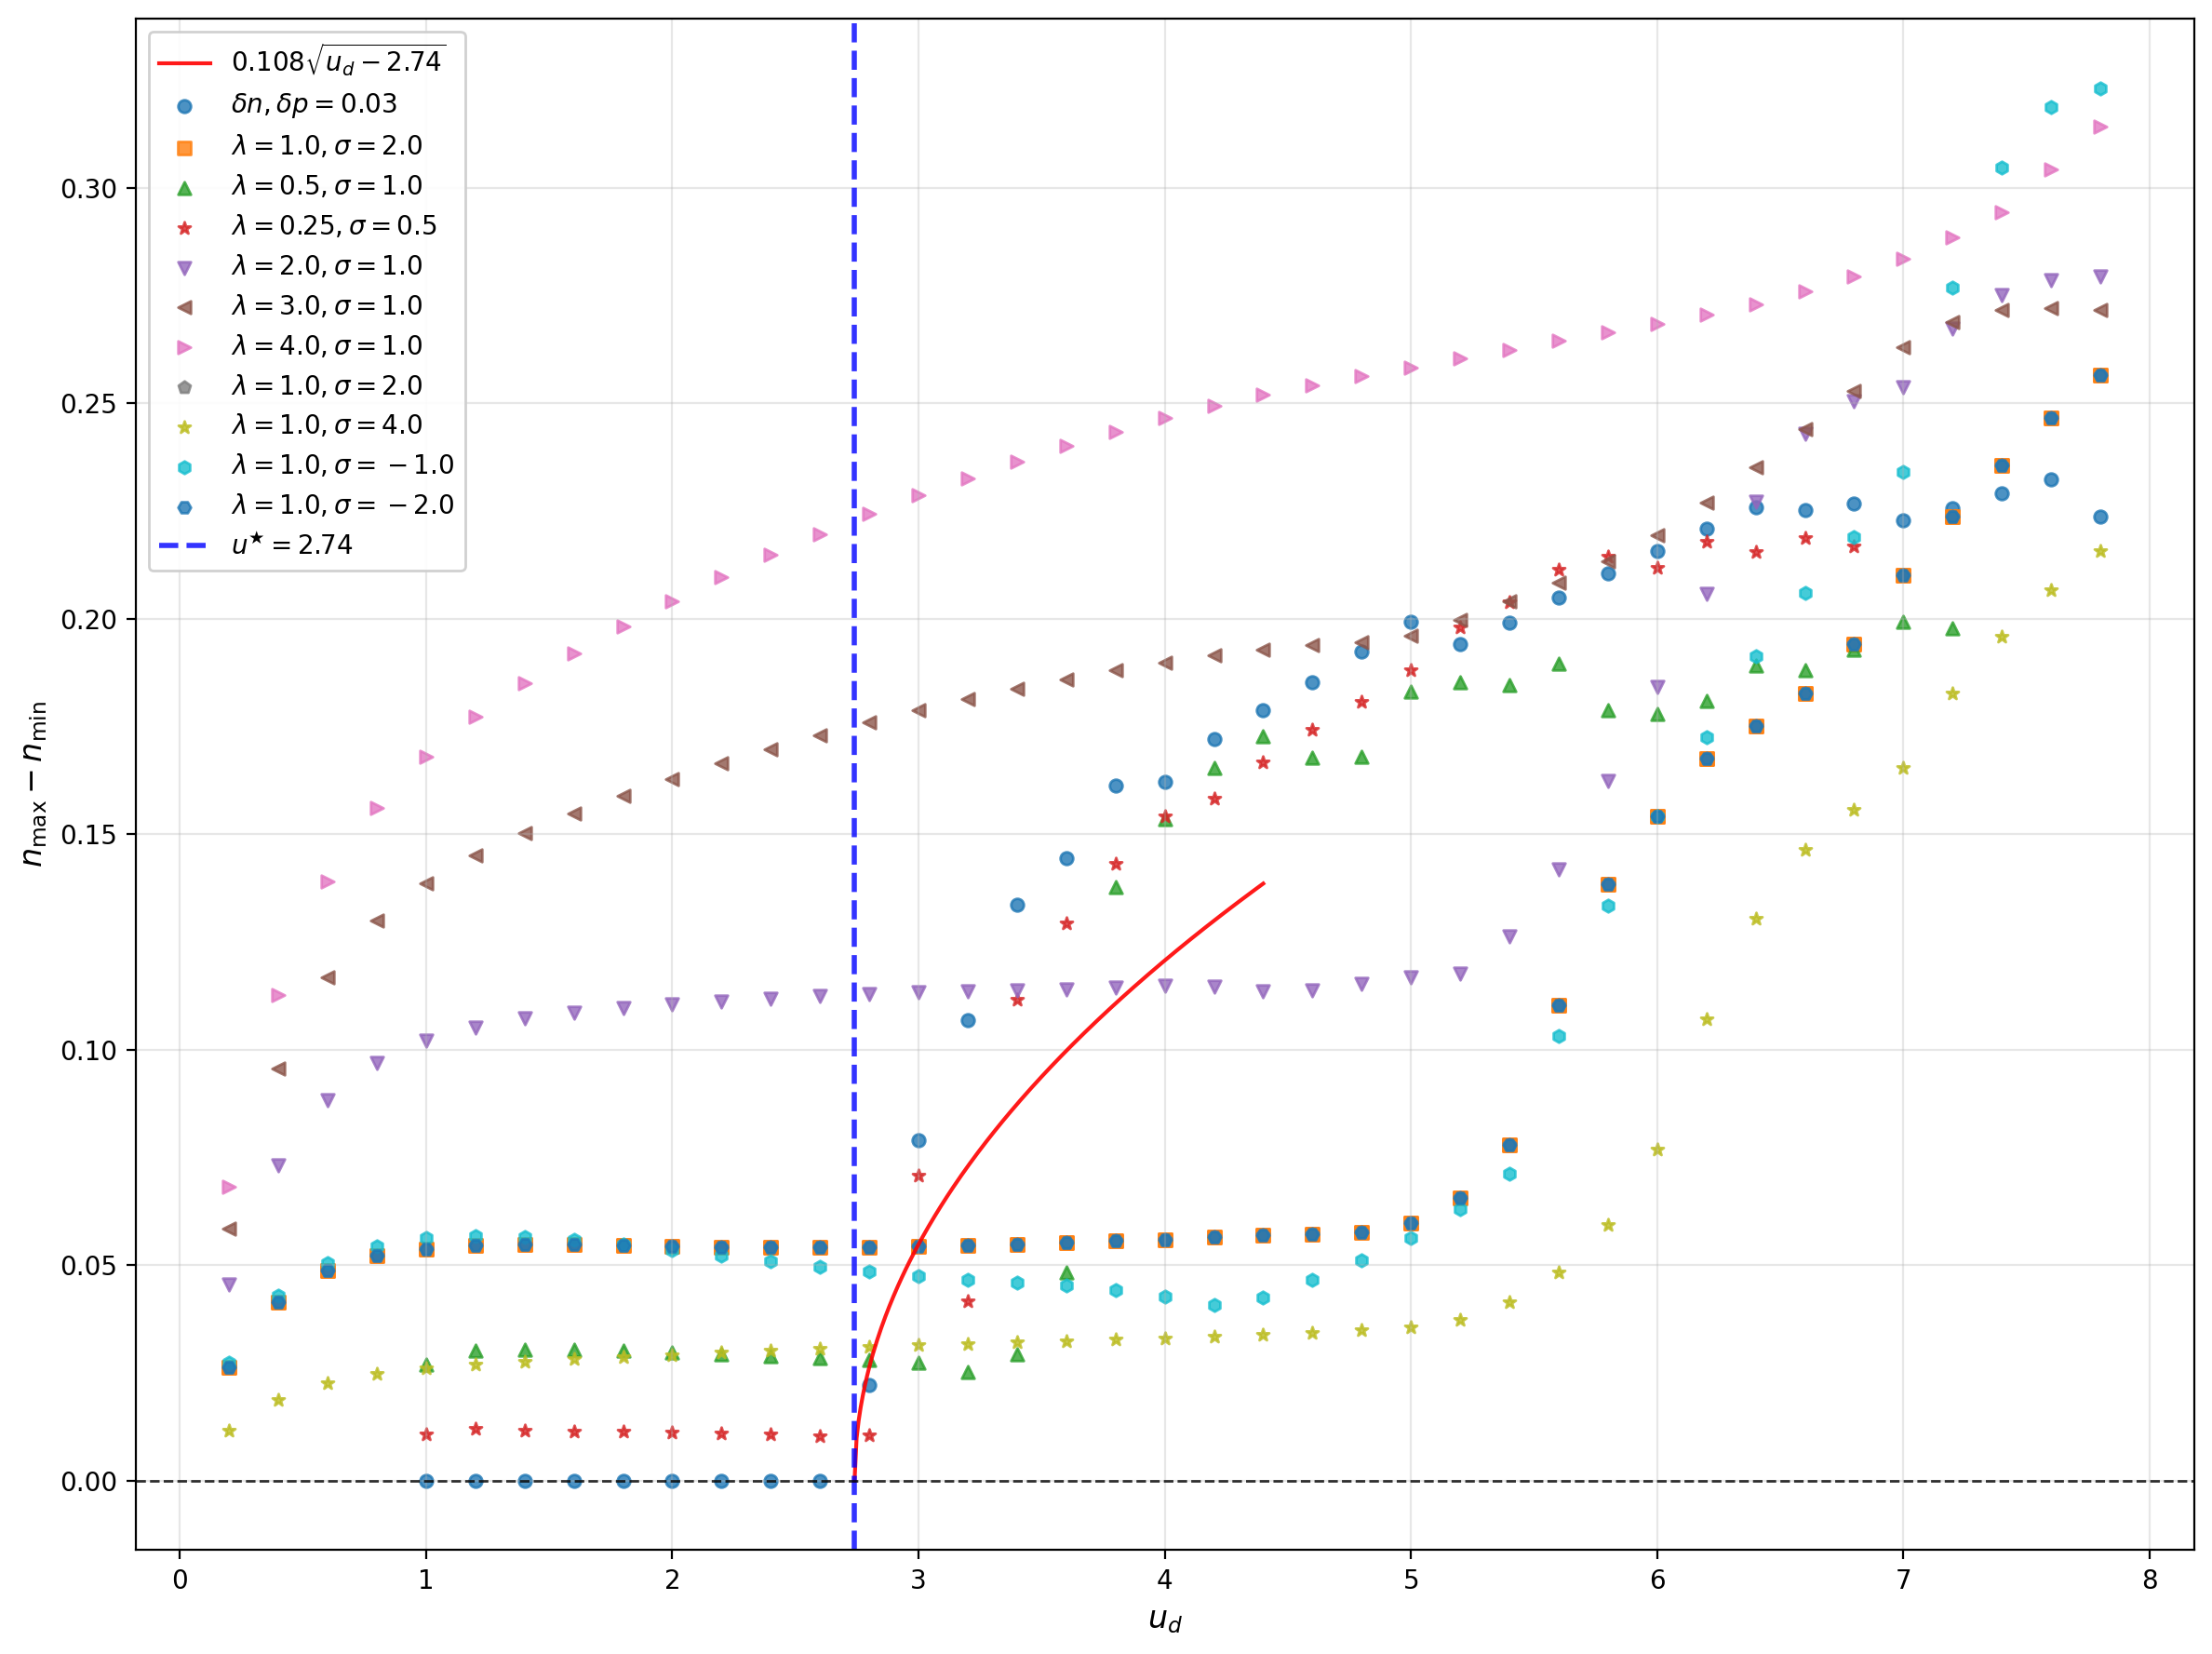 0.108√u_d − 2.74
δn, δp = 0.03
λ = 1.0, σ = 2.0
λ = 0.5, σ = 1.0
λ = 0.25, σ = 0.5
λ = 2.0, σ = 1.0
λ = 3.0, σ = 1.0
λ = 4.0, σ = 1.0
λ = 1.0, σ = 2.0
λ = 1.0, σ = 4.0
λ = 1.0, σ = −1.0
λ = 1.0, σ = −2.0
u★ = 2.74
0.30
0.25
0.20
0.15
0.10
0.05
0.00
n_max − n_min
0 1 2 3 4 5 6 7 8
u_d